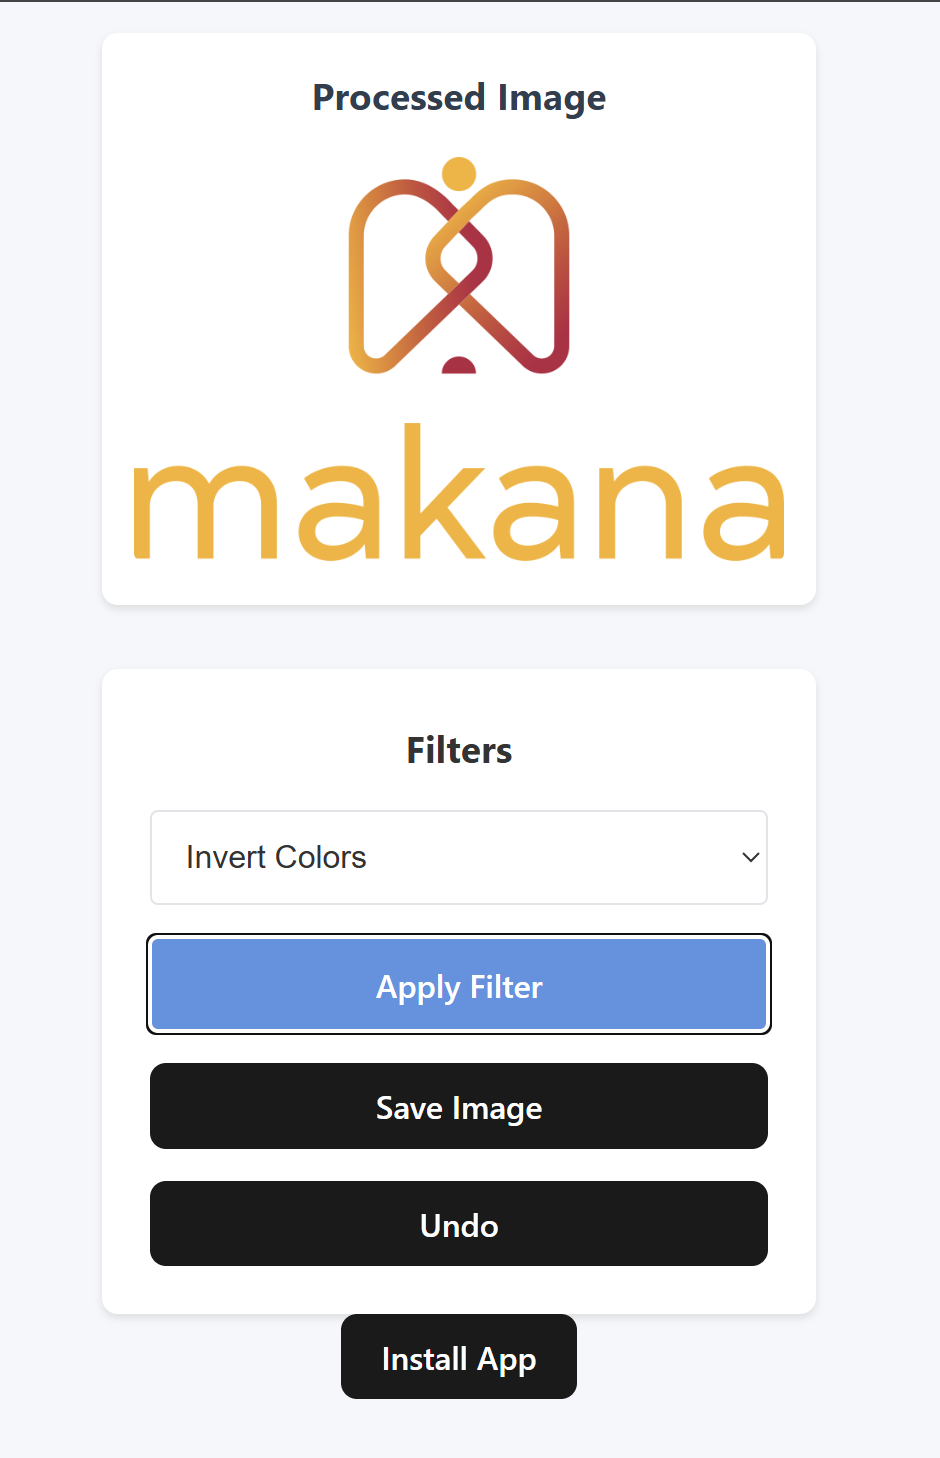 Processed Image
makana
Filters
Invert Colors
Apply Filter
Save Image
Undo
Install App